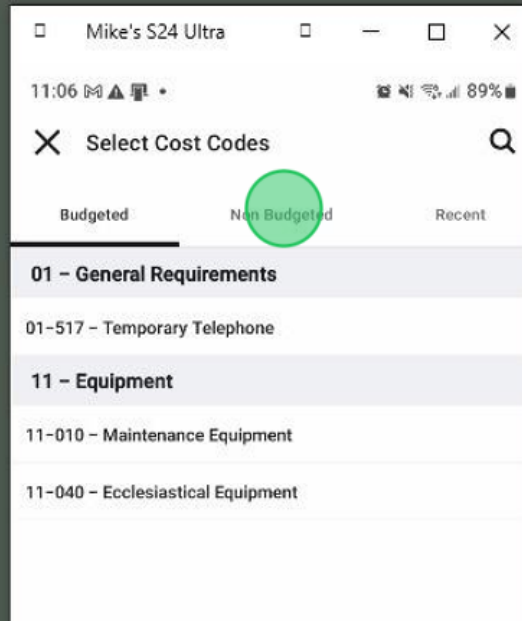 Mike's S24 Ultra
11:06 89%
Select Cost Codes
Budgeted Non Budgeted Recent
01 – General Requirements
01-517 – Temporary Telephone
11 – Equipment
11-010 – Maintenance Equipment
11-040 – Ecclesiastical Equipment